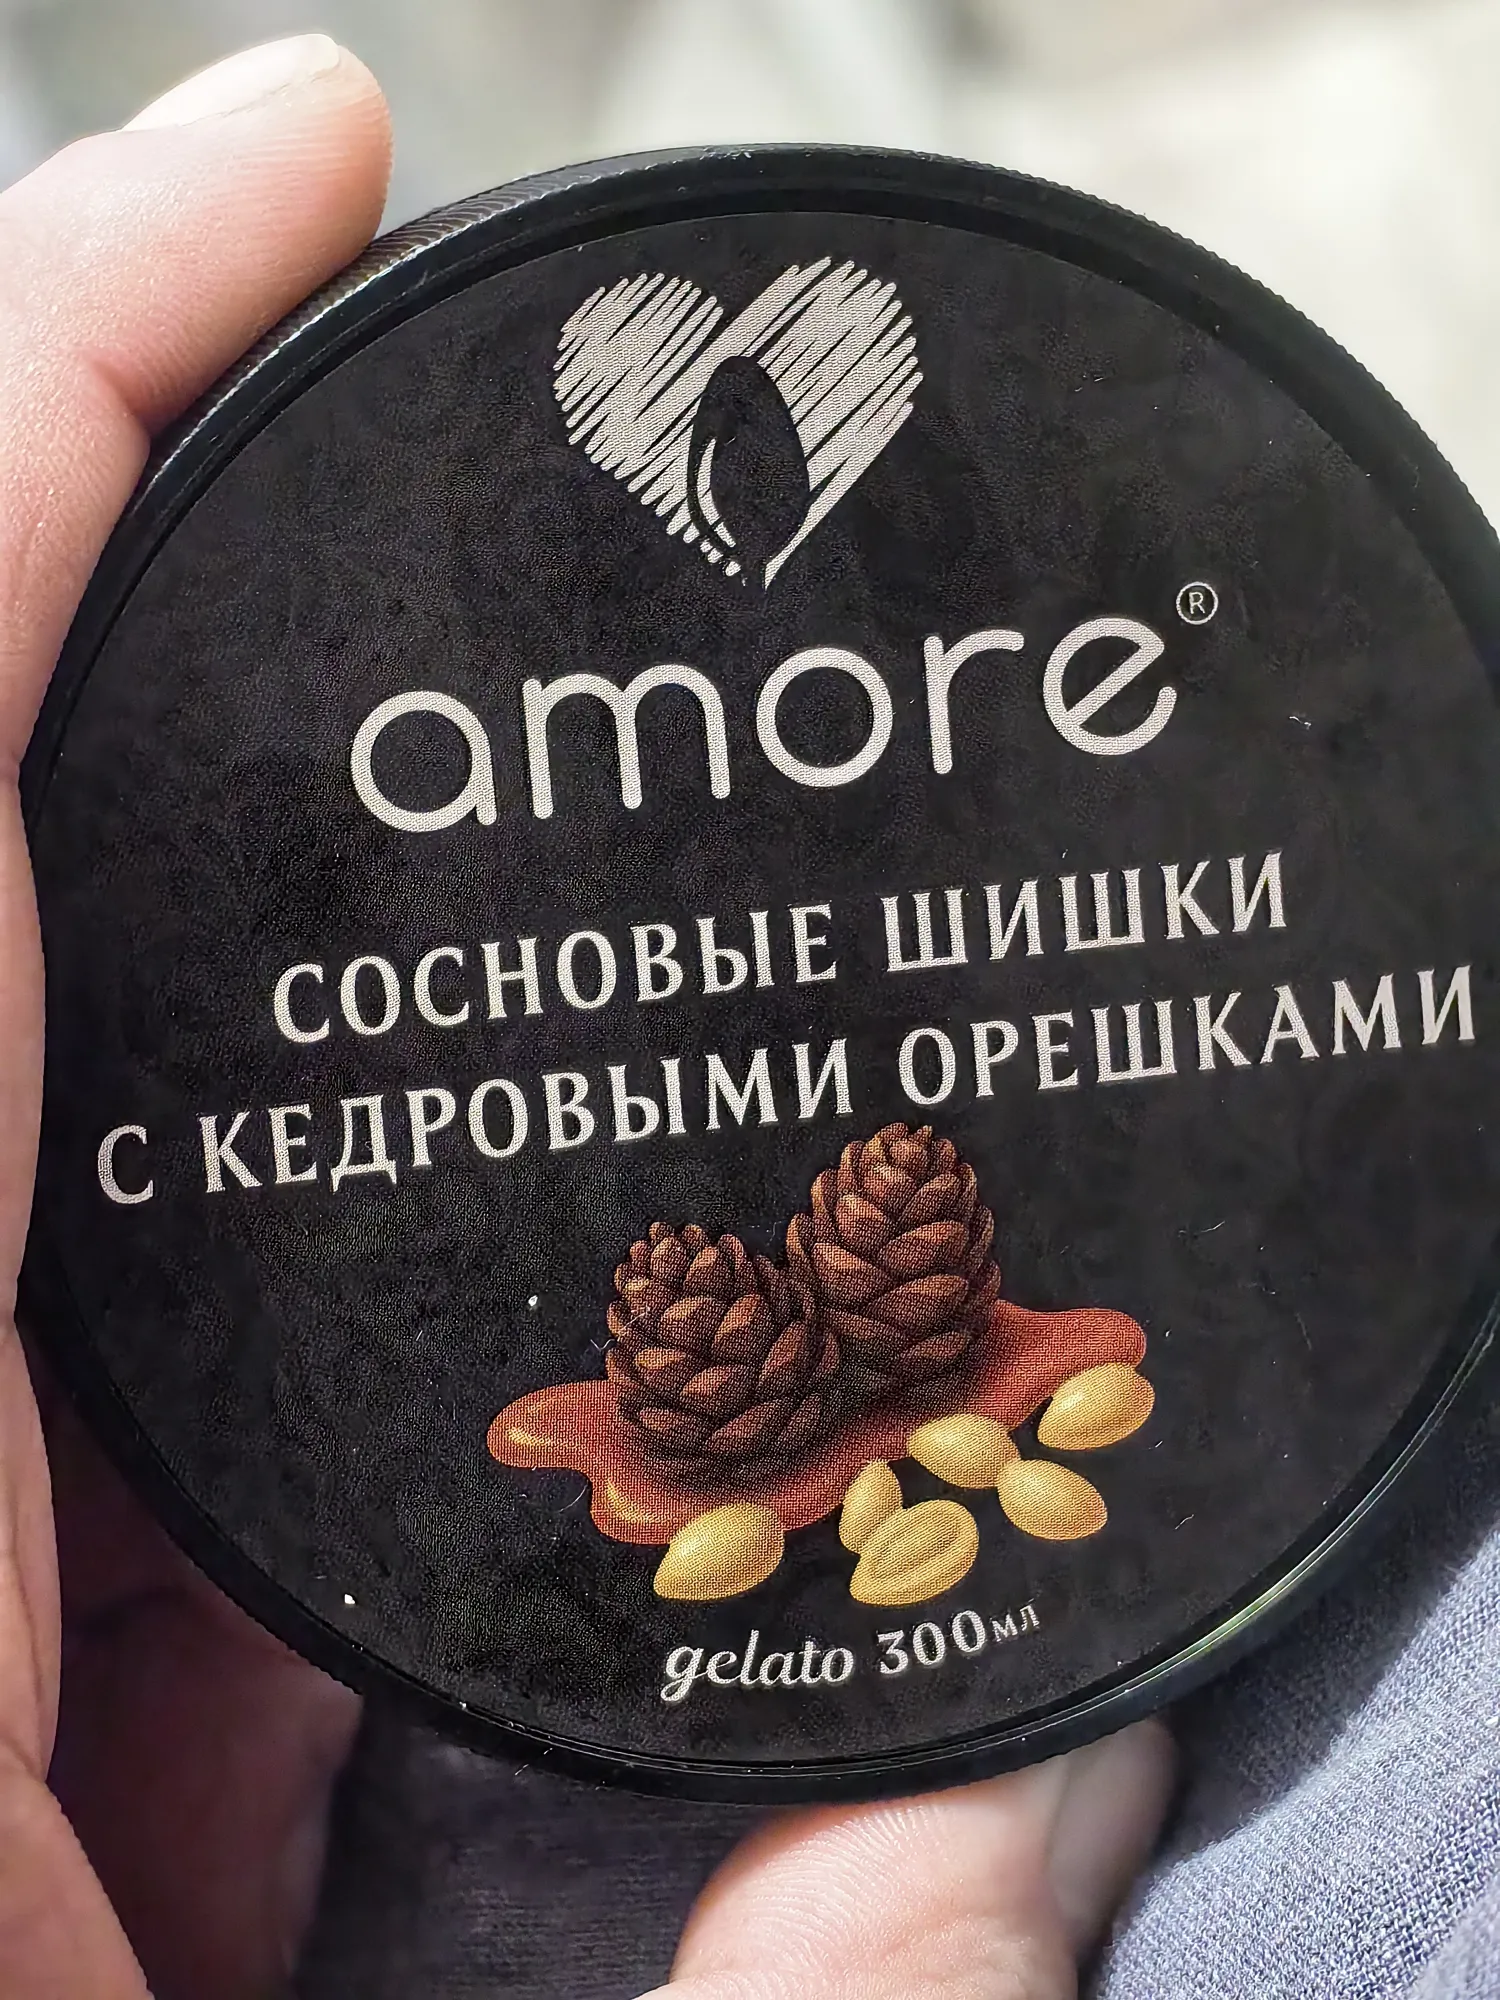 amore®
СОСНОВЫЕ ШИШКИ
С КЕДРОВЫМИ ОРЕШКАМИ
gelato 300мл